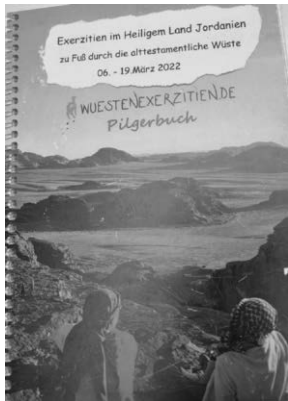 Exerzitien im Heiligem Land Jordanien
zu Fuß durch die alttestamentliche Wüste
06. - 19.März 2022
WUESTENEXERZITIEN.DE
Pilgerbuch